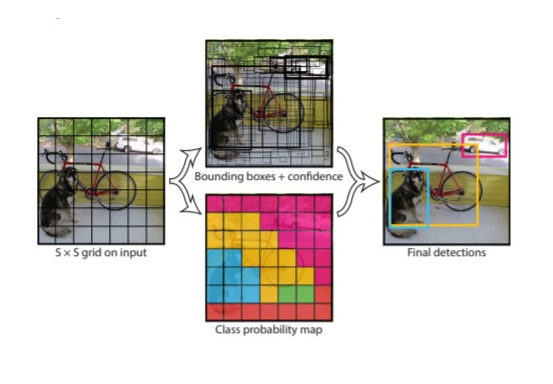 Bounding boxes + confidence
S × S grid on input
Final detections
Class probability map